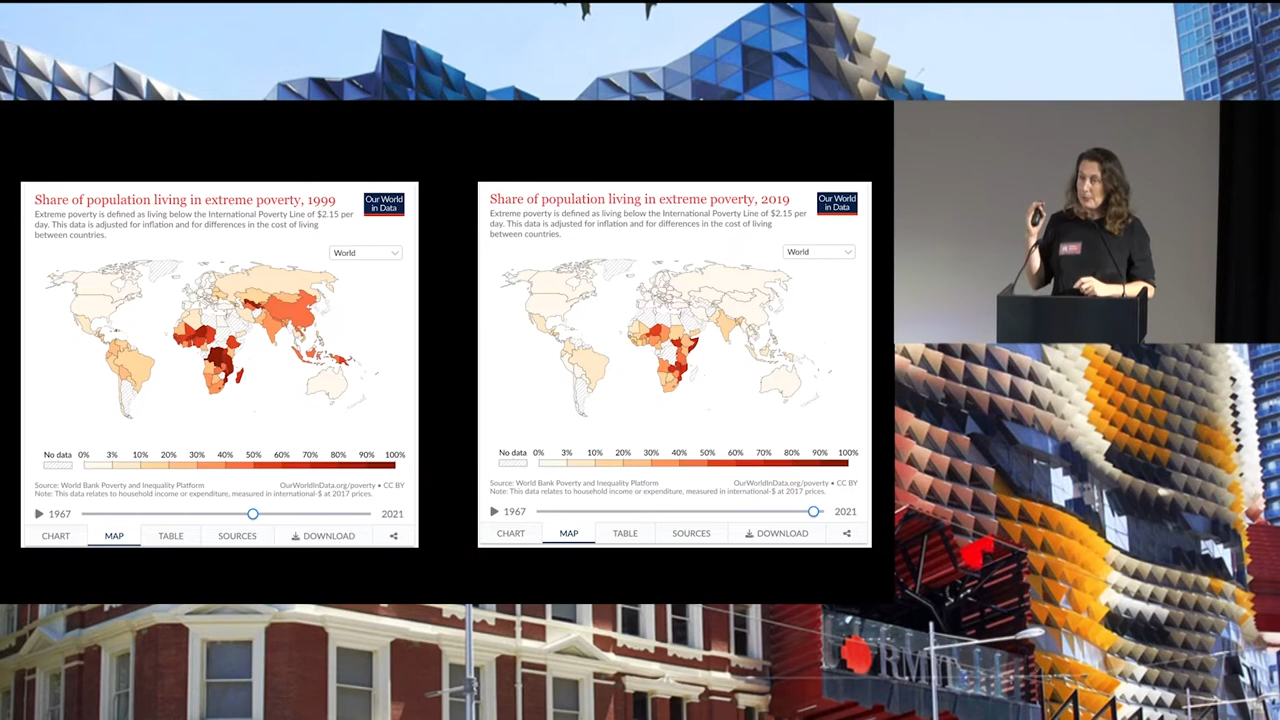 Share of population living in extreme poverty, 1999
Our World
in Data
Extreme poverty is defined as living below the International Poverty Line of $2.15 per
day. This data is adjusted for inflation and for differences in the cost of living
between countries.
World
No data 0% 3% 10% 20% 30% 40% 50% 60% 70% 80% 90% 100%
Source: World Bank Poverty and Inequality Platform
OurWorldInData.org/poverty • CC BY
Note: This data relates to household income or expenditure, measured in international-$ at 2017 prices.
1967 2021
CHART MAP TABLE SOURCES DOWNLOAD
Share of population living in extreme poverty, 2019
Our World
in Data
Extreme poverty is defined as living below the International Poverty Line of $2.15 per
day. This data is adjusted for inflation and for differences in the cost of living
between countries.
World
No data 0% 3% 10% 20% 30% 40% 50% 60% 70% 80% 90% 100%
Source: World Bank Poverty and Inequality Platform
OurWorldInData.org/poverty • CC BY
Note: This data relates to household income or expenditure, measured in international-$ at 2017 prices.
1967 2021
CHART MAP TABLE SOURCES DOWNLOAD
RMIT